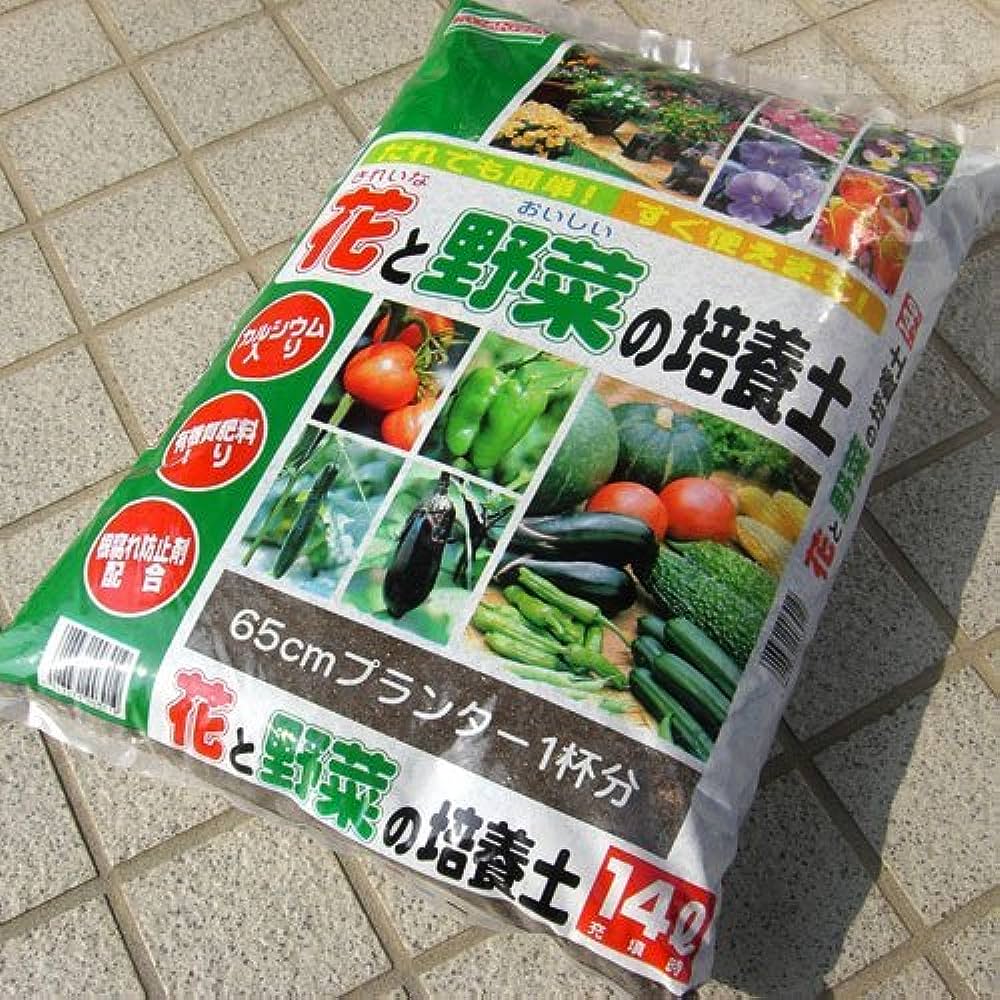 だれでも簡単! すぐ使えます!
きれいな
おいしい
花と野菜の培養土
カルシウム
入り
有機質肥料
入り
根腐れ防止剤
配合
65cmプランター1杯分
花と野菜の培養土
14ℓ
充填時
花と野菜の培養土